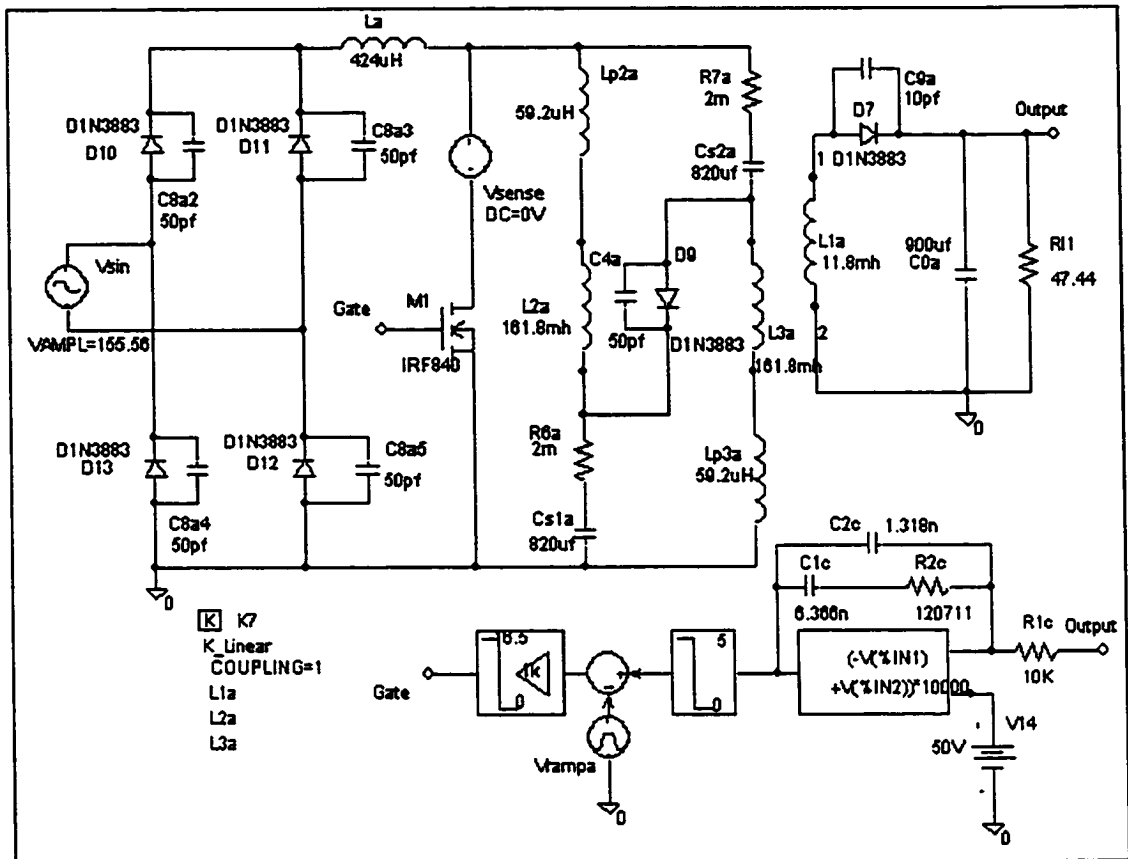 La
424uH
D1N3883
D10
C8a2
50pf
D1N3883
D11
C8a3
50pf
Vsense
DC=0V
Lp2a
59.2uH
R7a
2m
Cs2a
820uf
C9a
10pf
D7
D1N3883
Output
1
L1a
11.8mh
2
900uf
C0a
Rl1
47.44
0
Vsin
VAMPL=155.56
Gate
M1
IRF840
C4a
50pf
L2a
161.8mh
D9
D1N3883
L3a
161.8mh
D1N3883
D13
C8a4
50pf
D1N3883
D12
C8a5
50pf
R6a
2m
Cs1a
820uf
Lp3a
59.2uH
0
K K7
K_Linear
COUPLING=1
L1a
L2a
L3a
Gate
6.5
0
1k
-
+
Vrampa
0
5
0
C2c
1.318n
C1c
6.366n
R2c
120711
(-V(%IN1)
+V(%IN2))*10000
R1c
10K
Output
V14
50V
0